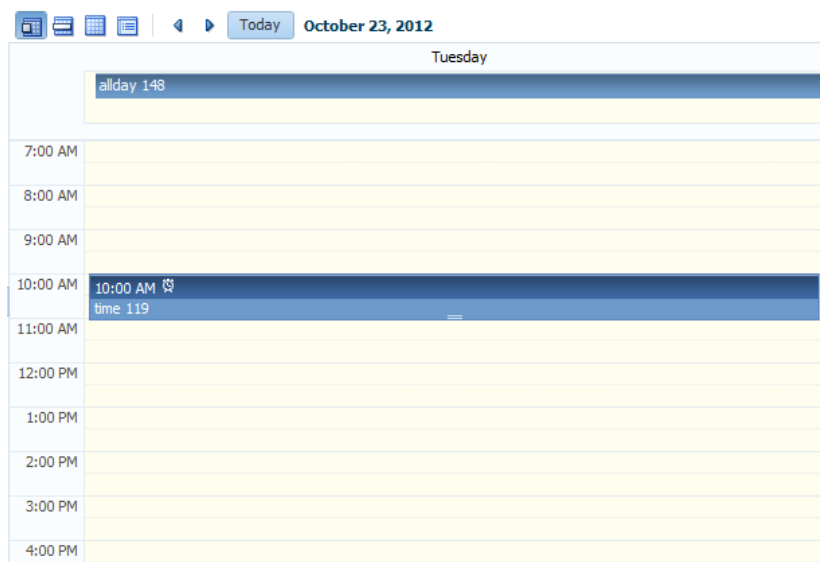 Today October 23, 2012
Tuesday
allday 148
7:00 AM
8:00 AM
9:00 AM
10:00 AM
10:00 AM
time 119
11:00 AM
12:00 PM
1:00 PM
2:00 PM
3:00 PM
4:00 PM